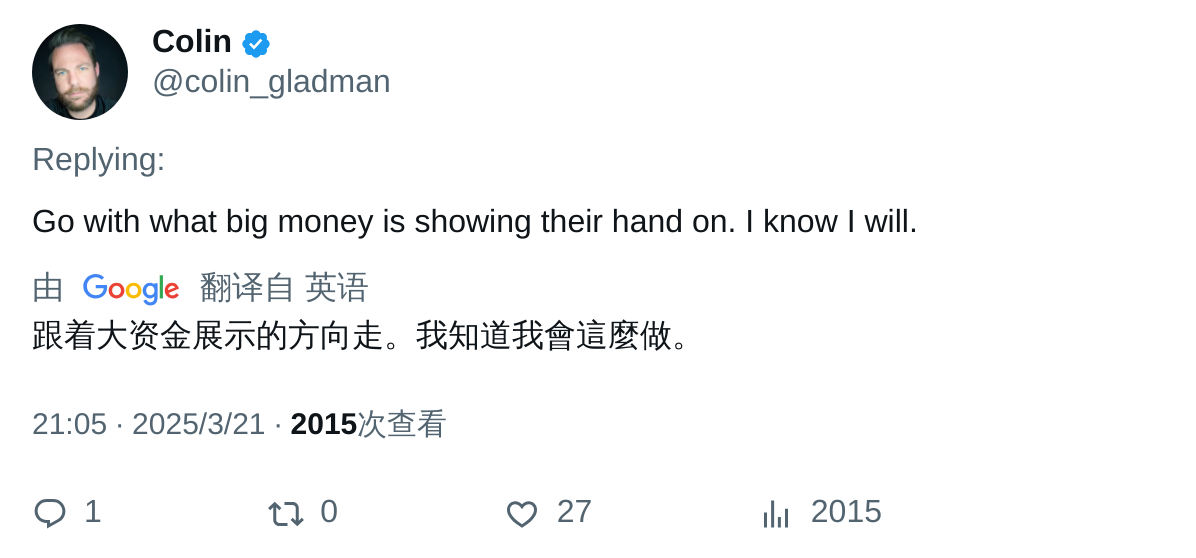 Colin
@colin_gladman
Replying:
Go with what big money is showing their hand on. I know I will.
由 Google 翻译自 英语
跟着大资金展示的方向走。我知道我會這麼做。
21:05 · 2025/3/21 · 2015次查看
1 0 27 2015